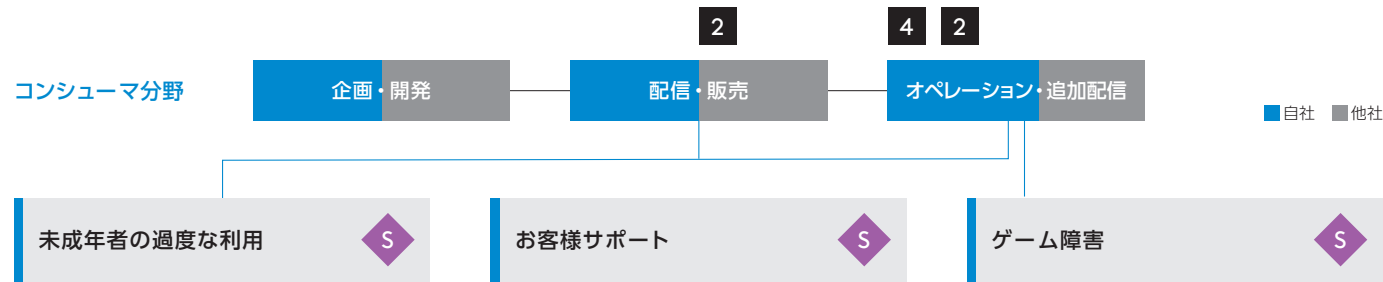 2
4 2
コンシューマ分野
企画・開発
配信・販売
オペレーション・追加配信
自社 他社
未成年者の過度な利用 S
お客様サポート S
ゲーム障害 S